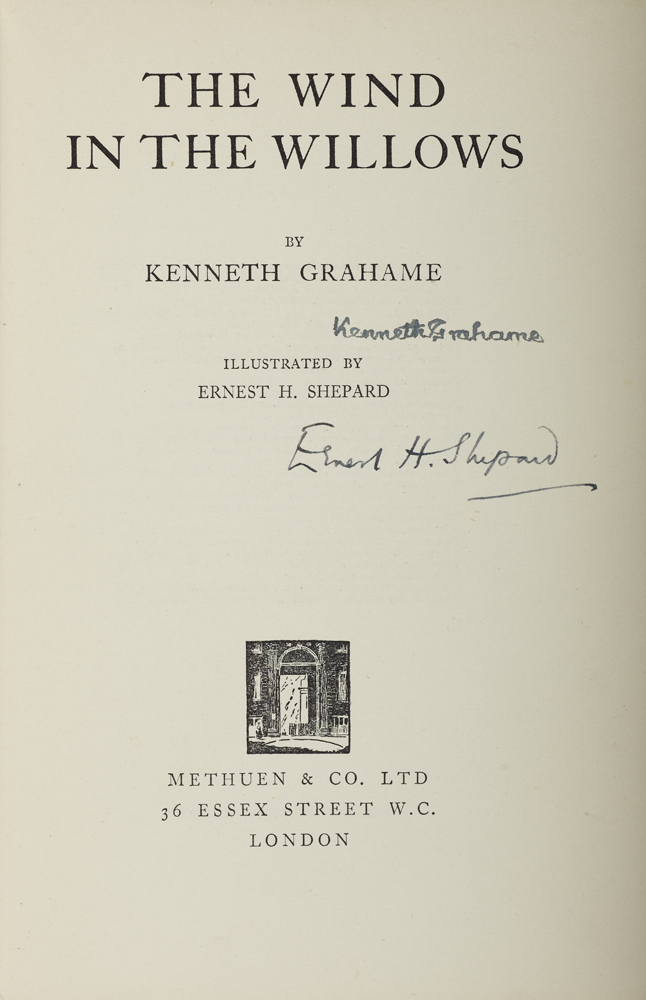 THE WIND
IN THE WILLOWS
BY
KENNETH GRAHAME
Kenneth Grahame
ILLUSTRATED BY
ERNEST H. SHEPARD
Ernest H. Shepard
METHUEN & CO. LTD
36 ESSEX STREET W.C.
LONDON